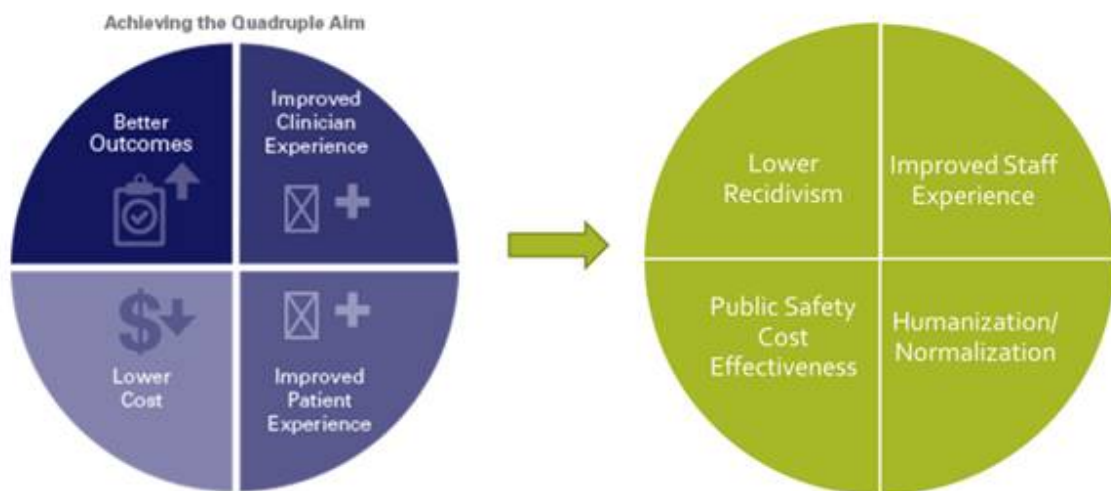 Achieving the Quadruple Aim
Better
Outcomes
Improved
Clinician
Experience
$
Lower
Cost
Improved
Patient
Experience
Lower
Recidivism
Improved Staff
Experience
Public Safety
Cost
Effectiveness
Humanization/
Normalization